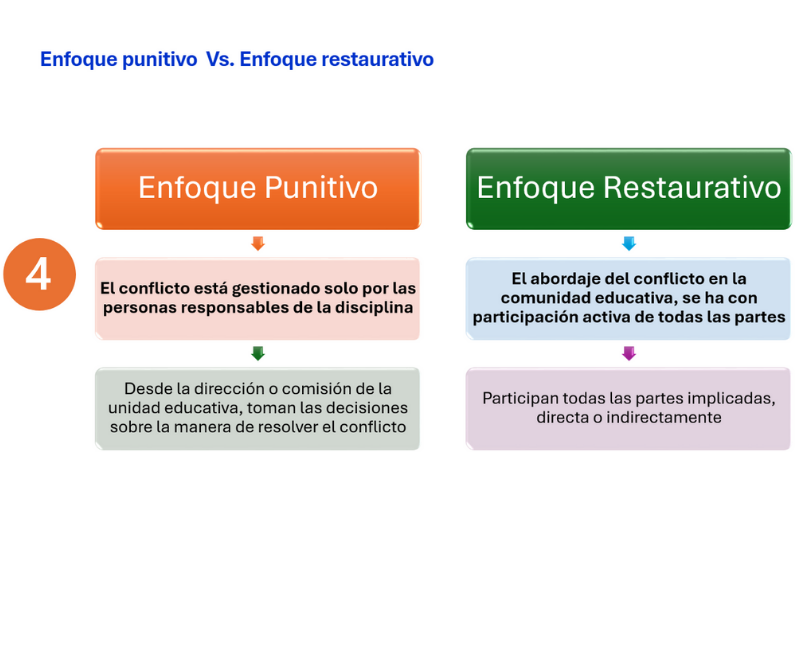 Enfoque punitivo  Vs. Enfoque restaurativo
Enfoque Punitivo
4
El conflicto está gestionado solo por las
personas responsables de la disciplina
Desde la dirección o comisión de la
unidad educativa, toman las decisiones
sobre la manera de resolver el conflicto
Enfoque Restaurativo
El abordaje del conflicto en la
comunidad educativa, se ha con
participación activa de todas las partes
Participan todas las partes implicadas,
directa o indirectamente